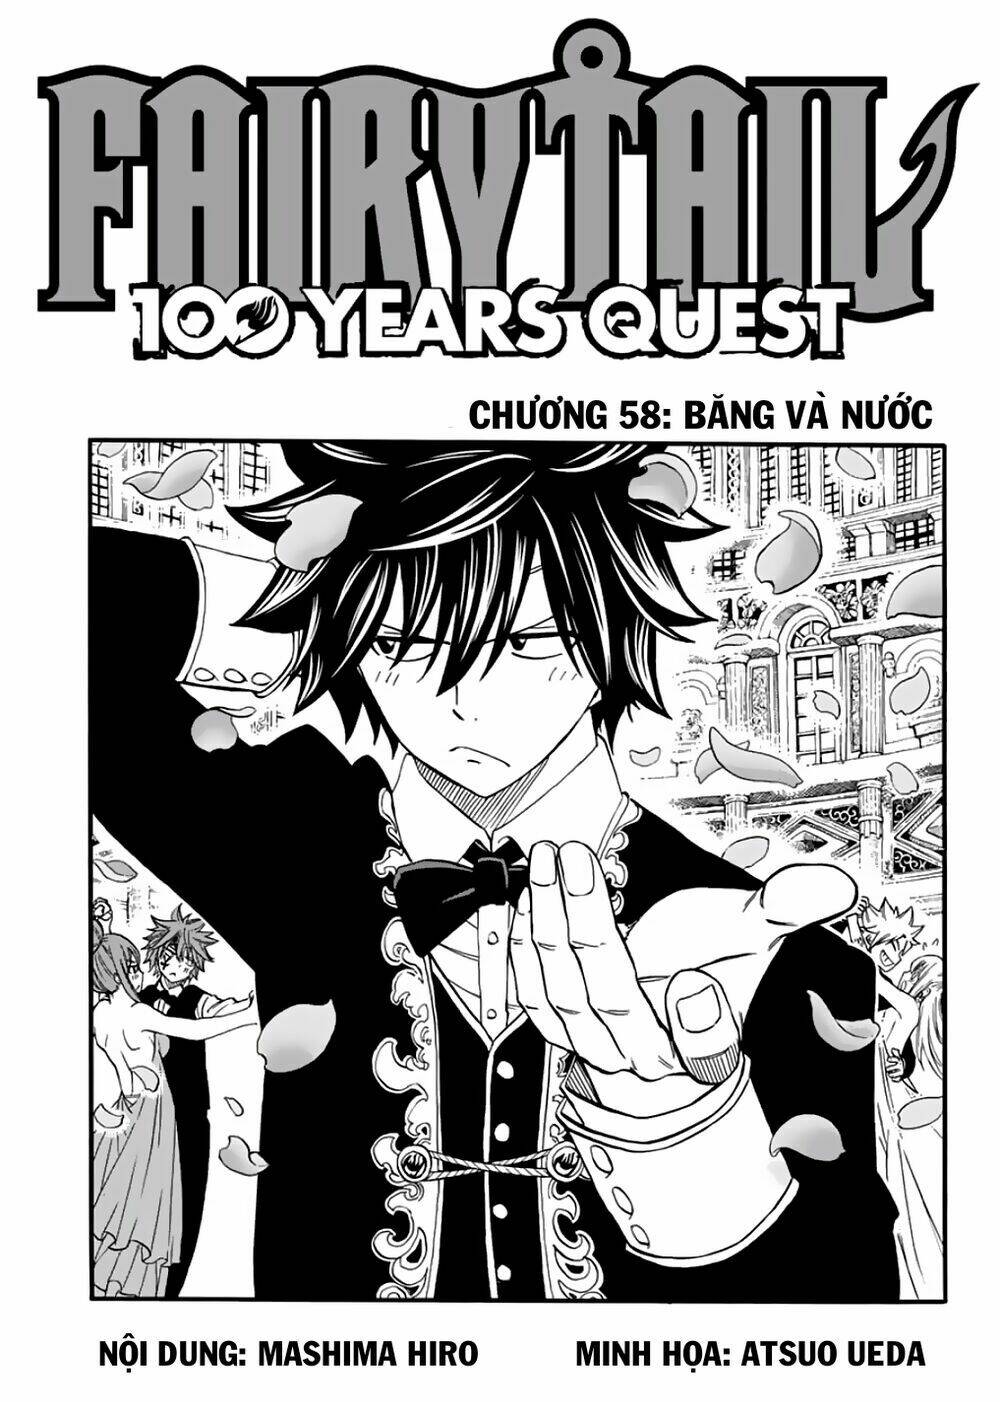 FAIRY TAIL
100 YEARS QUEST
CHƯƠNG 58: BĂNG VÀ NƯỚC
NỘI DUNG: MASHIMA HIRO
MINH HỌA: ATSUO UEDA